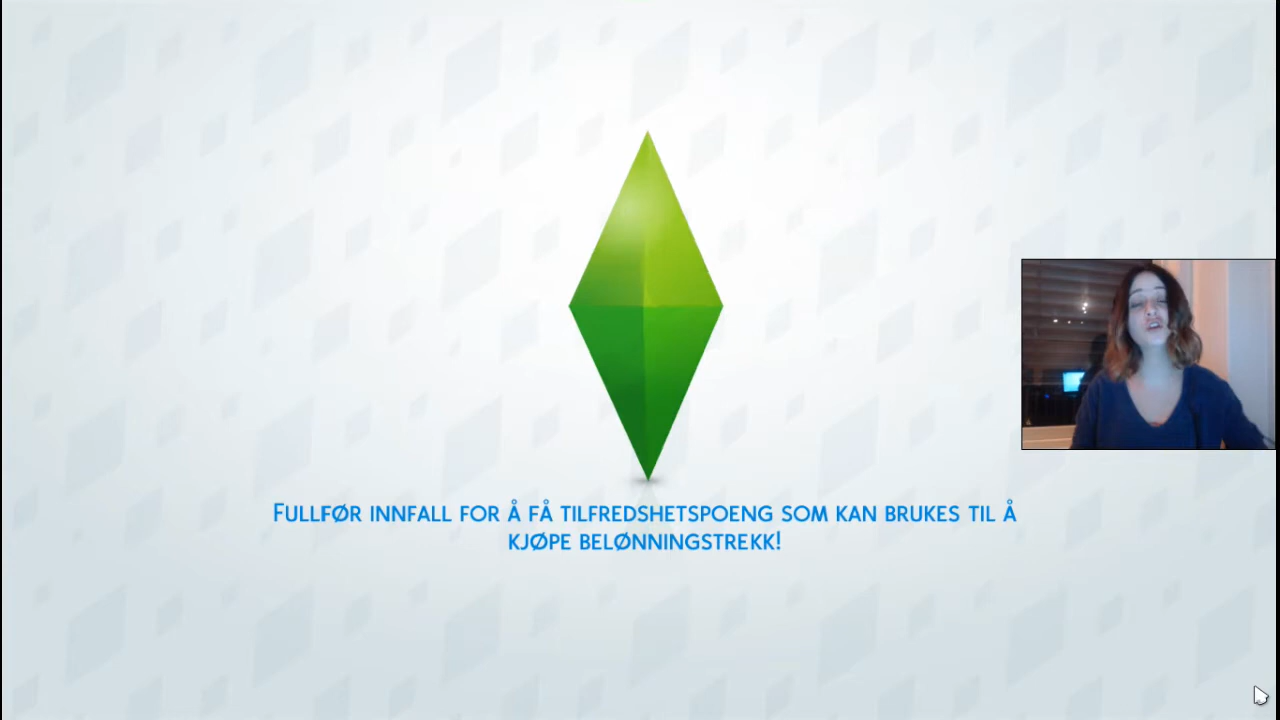 Fullfør innfall for å få tilfredshetspoeng som kan brukes til å
kjøpe belønningstrekk!